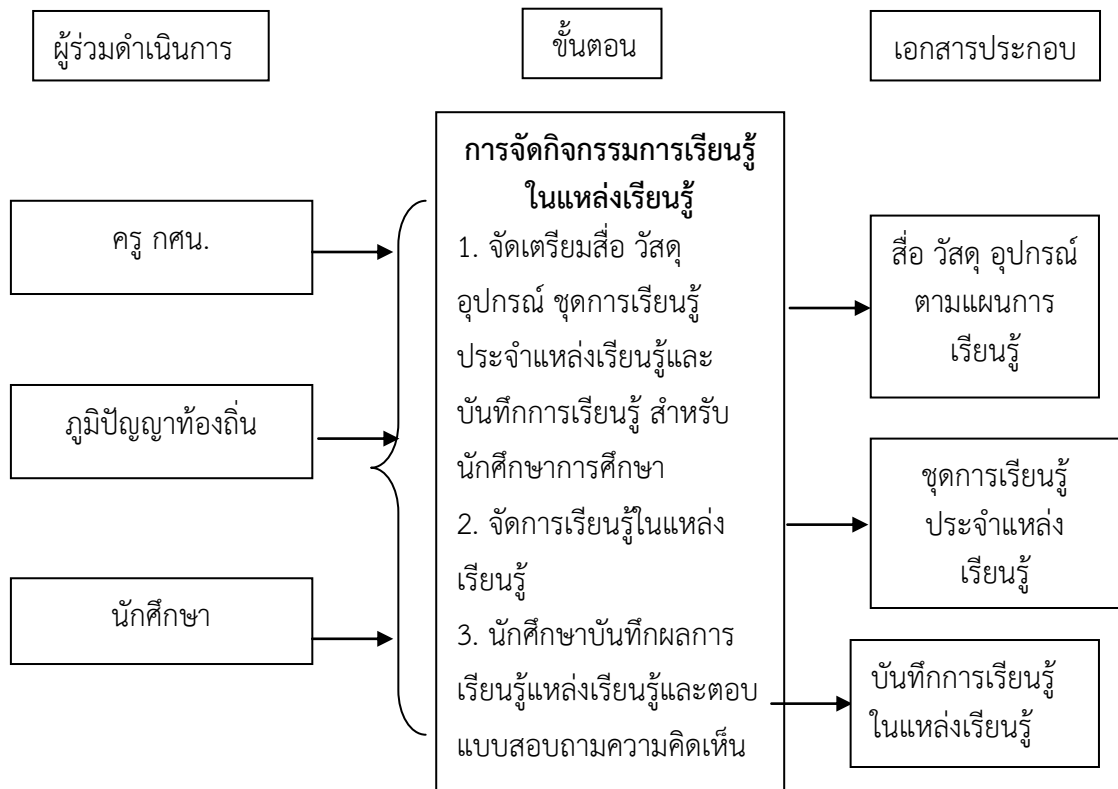 ผู้ร่วมดำเนินการ
ขั้นตอน
เอกสารประกอบ
ครู กศน.
ภูมิปัญญาท้องถิ่น
นักศึกษา
การจัดกิจกรรมการเรียนรู้
ในแหล่งเรียนรู้
1. จัดเตรียมสื่อ วัสดุ
อุปกรณ์ ชุดการเรียนรู้
ประจำแหล่งเรียนรู้และ
บันทึกการเรียนรู้ สำหรับ
นักศึกษาการศึกษา
2. จัดการเรียนรู้ในแหล่ง
เรียนรู้
3. นักศึกษาบันทึกผลการ
เรียนรู้แหล่งเรียนรู้และตอบ
แบบสอบถามความคิดเห็น
สื่อ วัสดุ อุปกรณ์
ตามแผนการ
เรียนรู้
ชุดการเรียนรู้
ประจำแหล่ง
เรียนรู้
บันทึกการเรียนรู้
ในแหล่งเรียนรู้